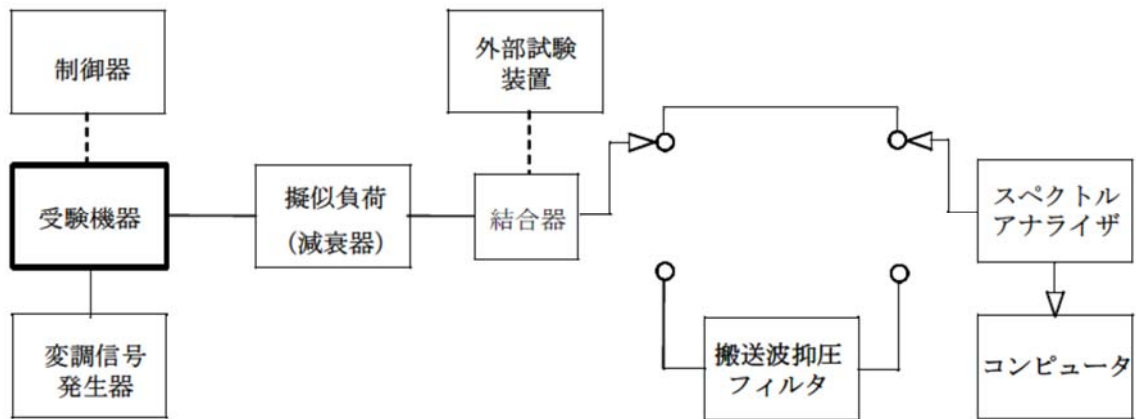 制御器
外部試験
装置
受験機器
擬似負荷
(減衰器)
結合器
スペクトル
アナライザ
変調信号
発生器
搬送波抑圧
フィルタ
コンピュータ